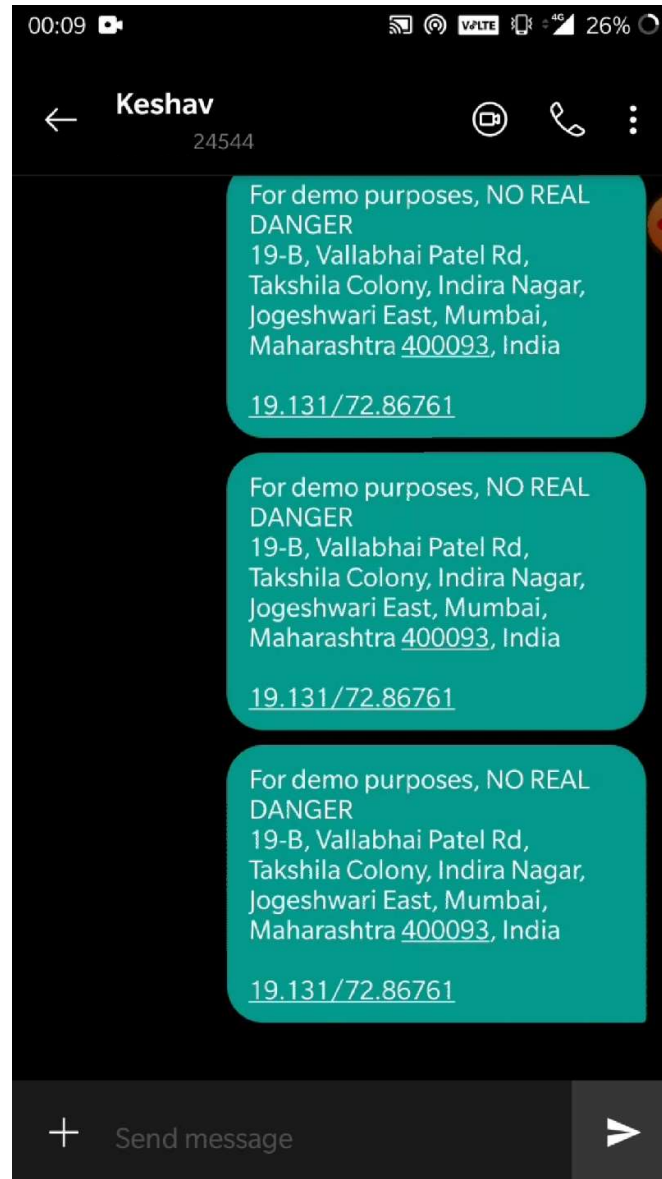 00:09 VoLTE 4G 26%
Keshav
24544
For demo purposes, NO REAL
DANGER
19-B, Vallabhai Patel Rd,
Takshila Colony, Indira Nagar,
Jogeshwari East, Mumbai,
Maharashtra 400093, India
19.131/72.86761
For demo purposes, NO REAL
DANGER
19-B, Vallabhai Patel Rd,
Takshila Colony, Indira Nagar,
Jogeshwari East, Mumbai,
Maharashtra 400093, India
19.131/72.86761
For demo purposes, NO REAL
DANGER
19-B, Vallabhai Patel Rd,
Takshila Colony, Indira Nagar,
Jogeshwari East, Mumbai,
Maharashtra 400093, India
19.131/72.86761
Send message